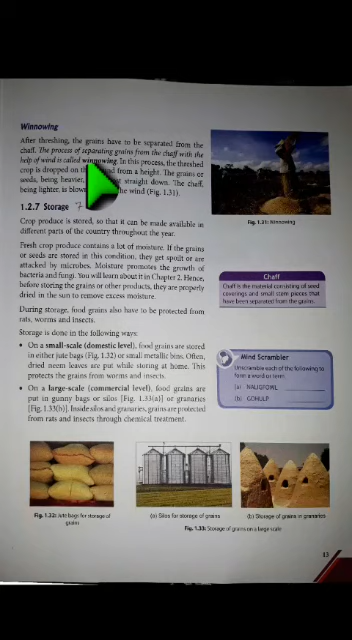 Winnowing
After threshing, the grains have to be separated from the
chaff. The process of separating grains from the chaff with the
help of wind is called winnowing. In this process, the threshed
crop is dropped on th from a height. The grains or
seeds, being heavier, straight down. The chaff,
being lighter, is blown the wind (Fig. 1.31).
1.2.7 Storage
Crop produce is stored, so that it can be made available in
different parts of the country throughout the year.
Fresh crop produce contains a lot of moisture. If the grains
or seeds are stored in this condition, they get spoilt or are
attacked by microbes. Moisture promotes the growth of
bacteria and fungi. You will learn about it in Chapter 2. Hence,
before storing the grains or other products, they are properly
dried in the sun to remove excess moisture.
During storage, food grains also have to be protected from
rats, worms and insects.
Storage is done in the following ways:
• On a small-scale (domestic level), food grains are stored
in either jute bags (Fig. 1.32) or small metallic bins. Often,
dried neem leaves are put while storing at home. This
protects the grains from worms and insects.
• On a large-scale (commercial level), food grains are
put in gunny bags or silos [Fig. 1.33(a)] or granaries
[Fig. 1.33(b)]. Inside silos and granaries, grains are protected
from rats and insects through chemical treatment.
Fig. 1.31: Winnowing
Chaff
Chaff is the material consisting of seed
coverings and small stem pieces that
have been separated from the grains.
Mind Scrambler
Unscramble each of the following to
form a word or term.
(a) NALIGFOWL
(b) GOHULP
Fig. 1.32: Jute bags for storage of
grains
(a) Silos for storage of grains
(b) Storage of grains in granaries
Fig. 1.33: Storage of grains on a large scale
13